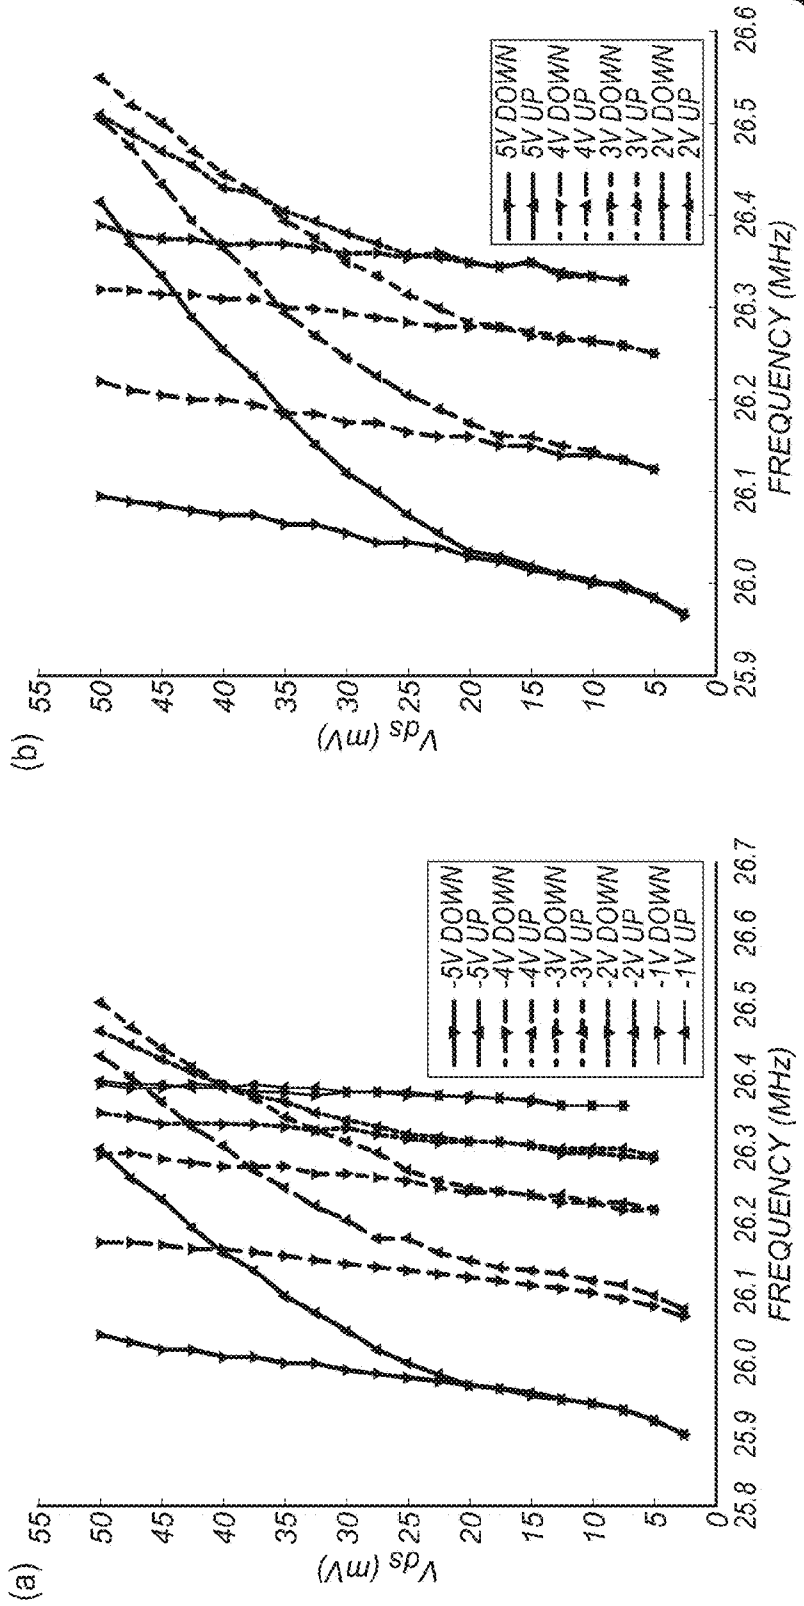 (a)
55
50
45
40
35
30
25
20
15
10
5
0
V ds (mV)
25.8
25.9
26.0
26.1
26.2
26.3
26.4
26.5
26.6
26.7
FREQUENCY (MHz)
-5V DOWN
-5V UP
-4V DOWN
-4V UP
-3V DOWN
-3V UP
-2V DOWN
-2V UP
-1V DOWN
-1V UP
(b)
55
50
45
40
35
30
25
20
15
10
5
0
V ds (mV)
25.9
26.0
26.1
26.2
26.3
26.4
26.5
26.6
FREQUENCY (MHz)
5V DOWN
5V UP
4V DOWN
4V UP
3V DOWN
3V UP
2V DOWN
2V UP